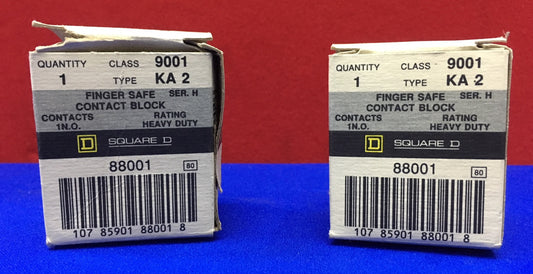 QUANTITY CLASS 9001
1 TYPE KA 2
FINGER SAFE SER. H
CONTACT BLOCK
CONTACTS RATING
1N.O. HEAVY DUTY
D SQUARE D
88001 80
107 85901 88001 8
QUANTITY CLASS 9001
1 TYPE KA 2
FINGER SAFE SER. H
CONTACT BLOCK
CONTACTS RATING
1N.O. HEAVY DUTY
D SQUARE D
88001 80
107 85901 88001 8